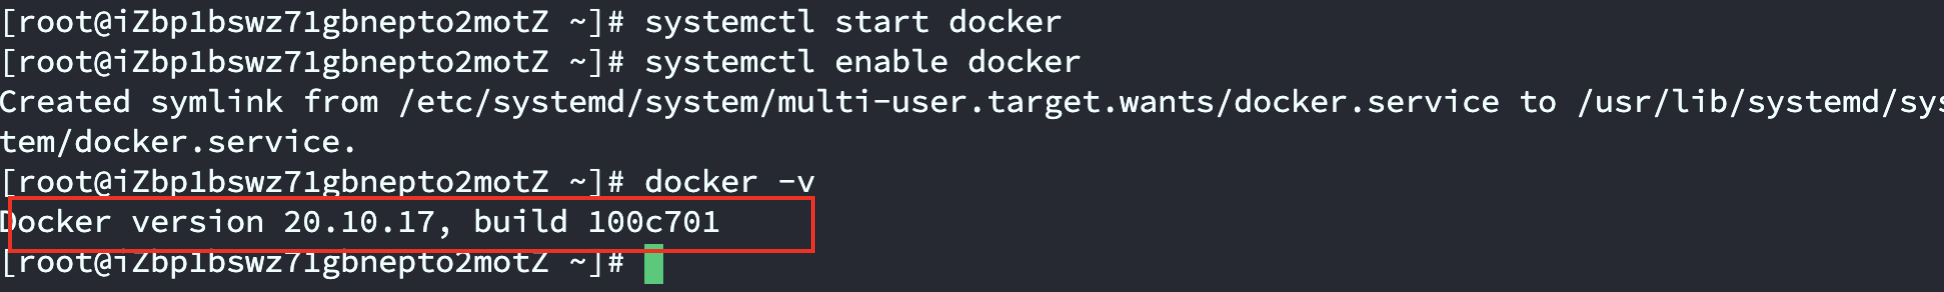 [root@iZbp1bswz71gbnepto2motZ ~]# systemctl start docker
[root@iZbp1bswz71gbnepto2motZ ~]# systemctl enable docker
Created symlink from /etc/systemd/system/multi-user.target.wants/docker.service to /usr/lib/systemd/sys
tem/docker.service.
[root@iZbp1bswz71gbnepto2motZ ~]# docker -v
Docker version 20.10.17, build 100c701
[root@iZbp1bswz71gbnepto2motZ ~]#